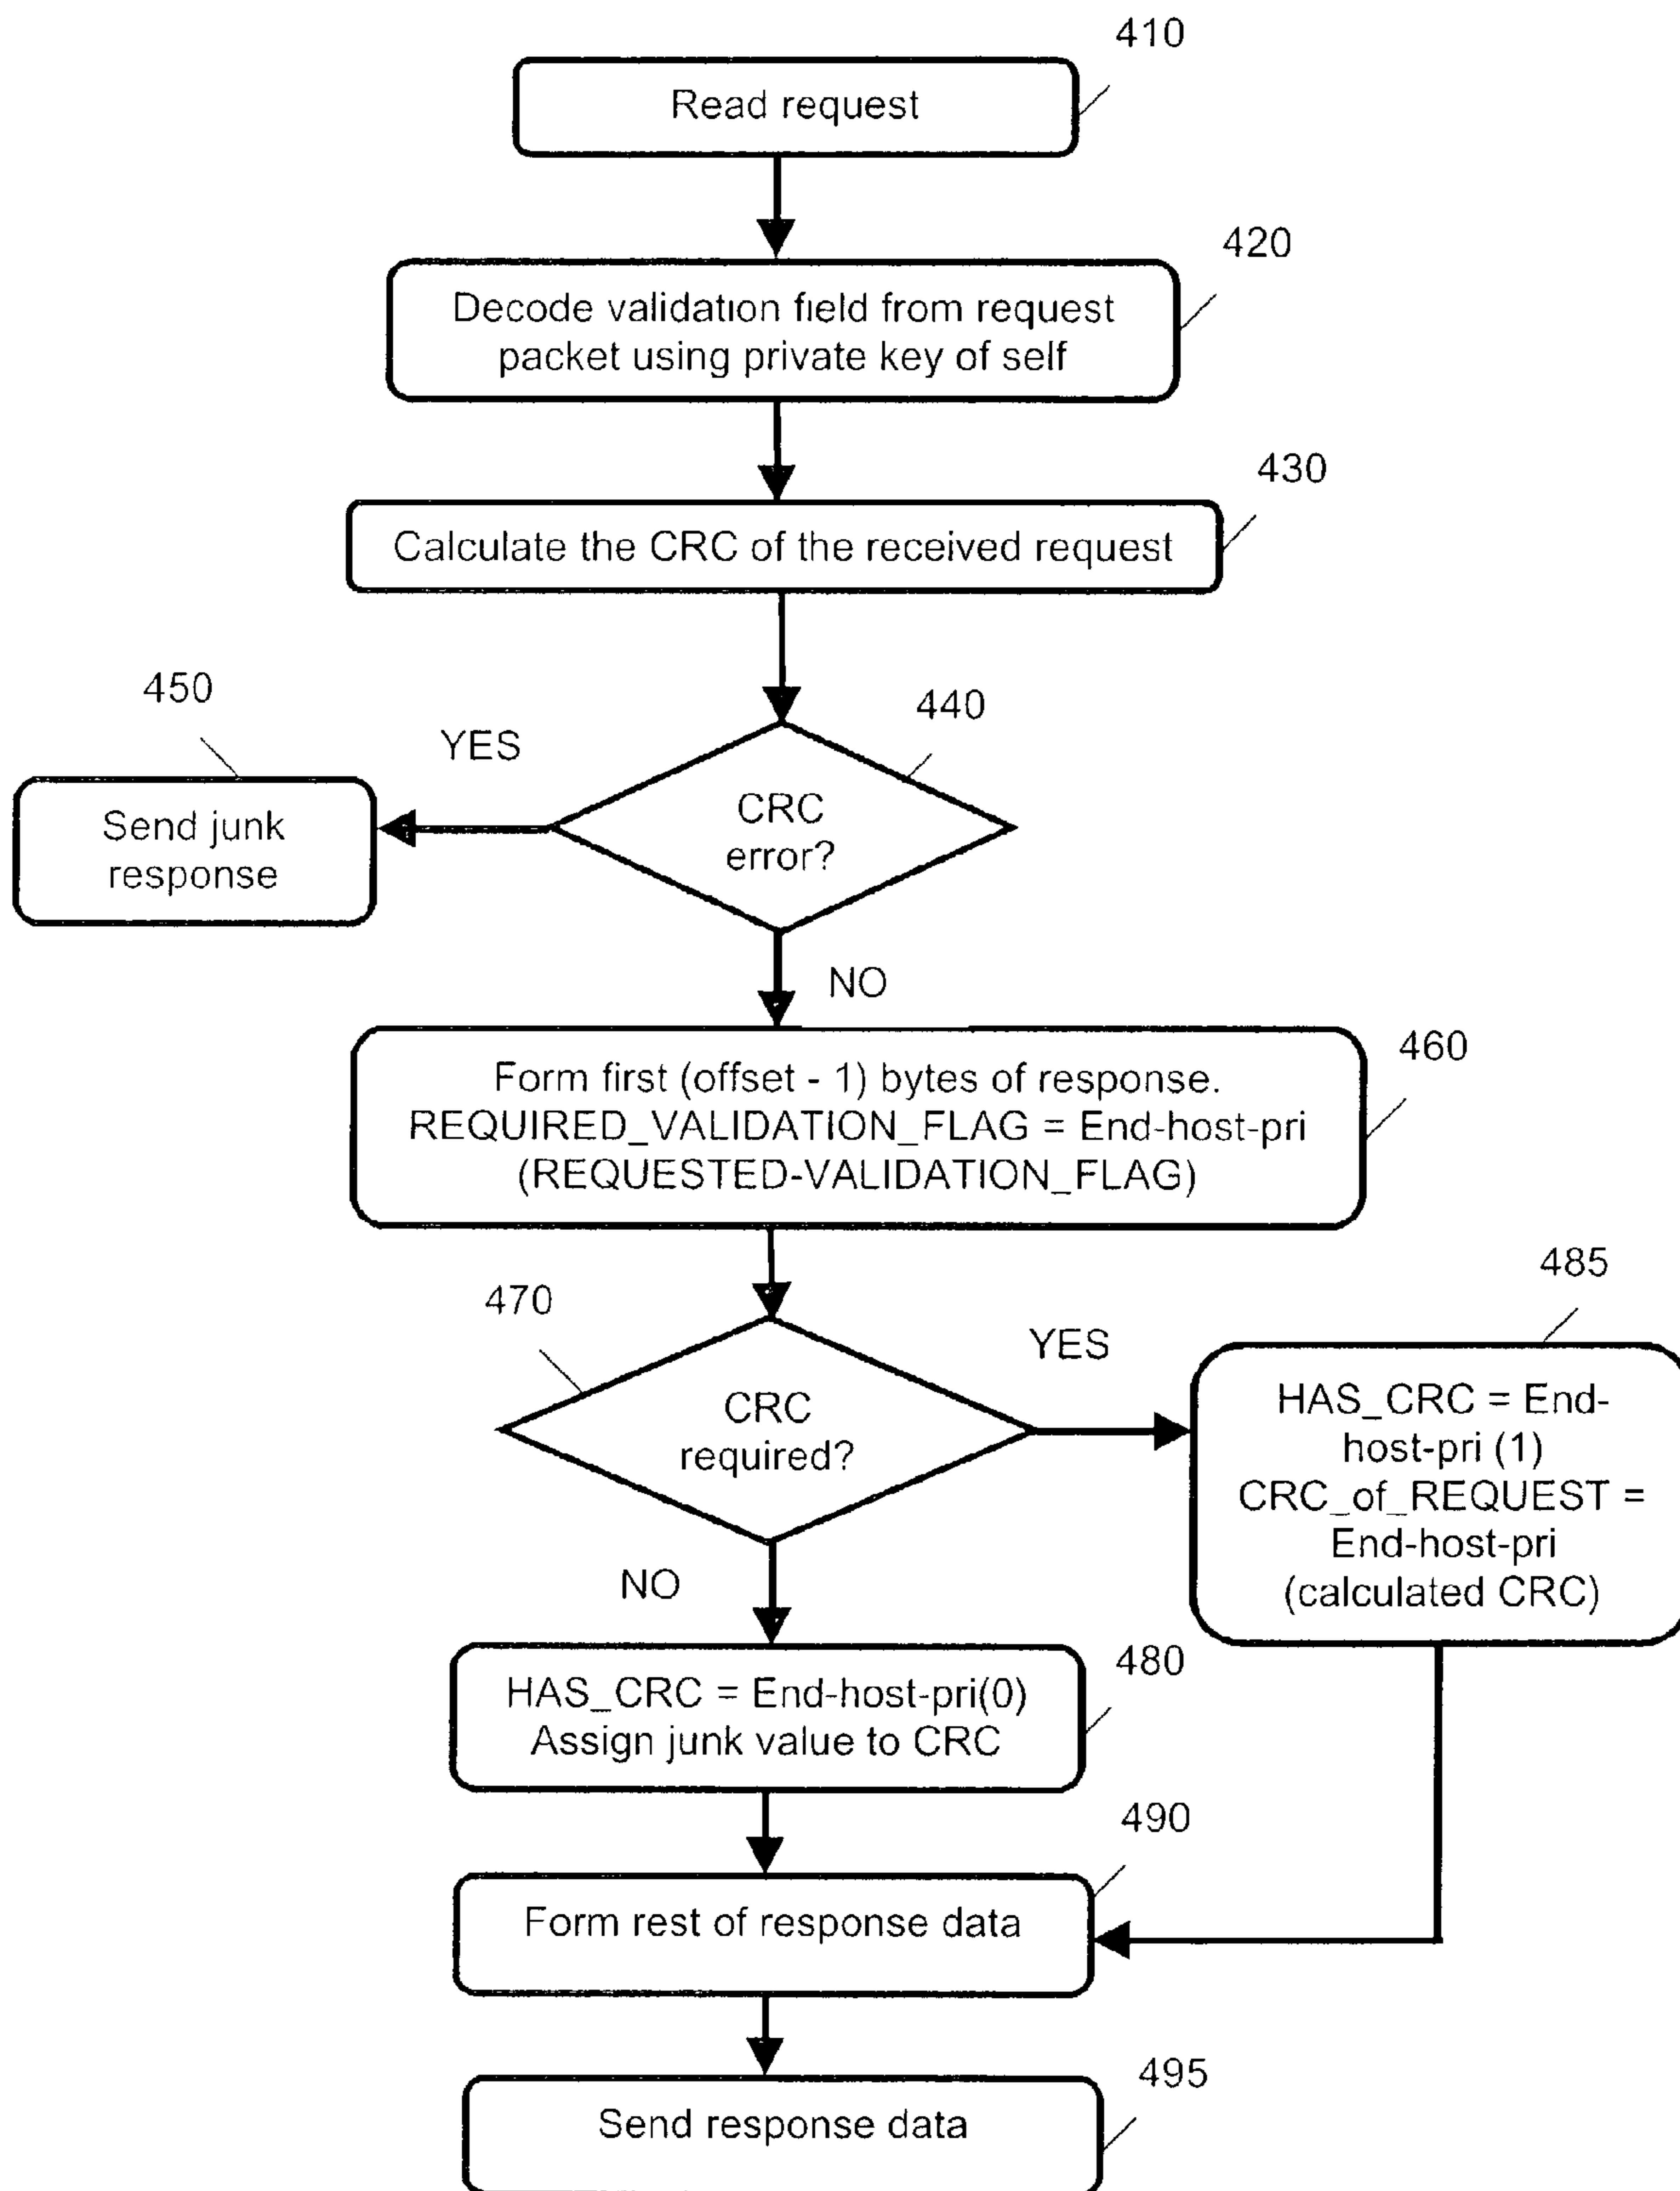 410
Read request
420
Decode validation field from request
packet using private key of self
430
Calculate the CRC of the received request
450
YES
440
Send junk
response
CRC
error?
NO
460
Form first (offset - 1) bytes of response.
REQUIRED_VALIDATION_FLAG = End-host-pri
(REQUESTED-VALIDATION_FLAG)
470
YES
485
CRC
required?
HAS_CRC = End-
host-pri (1)
CRC_of_REQUEST =
End-host-pri
(calculated CRC)
NO
480
HAS_CRC = End-host-pri(0)
Assign junk value to CRC
490
Form rest of response data
495
Send response data